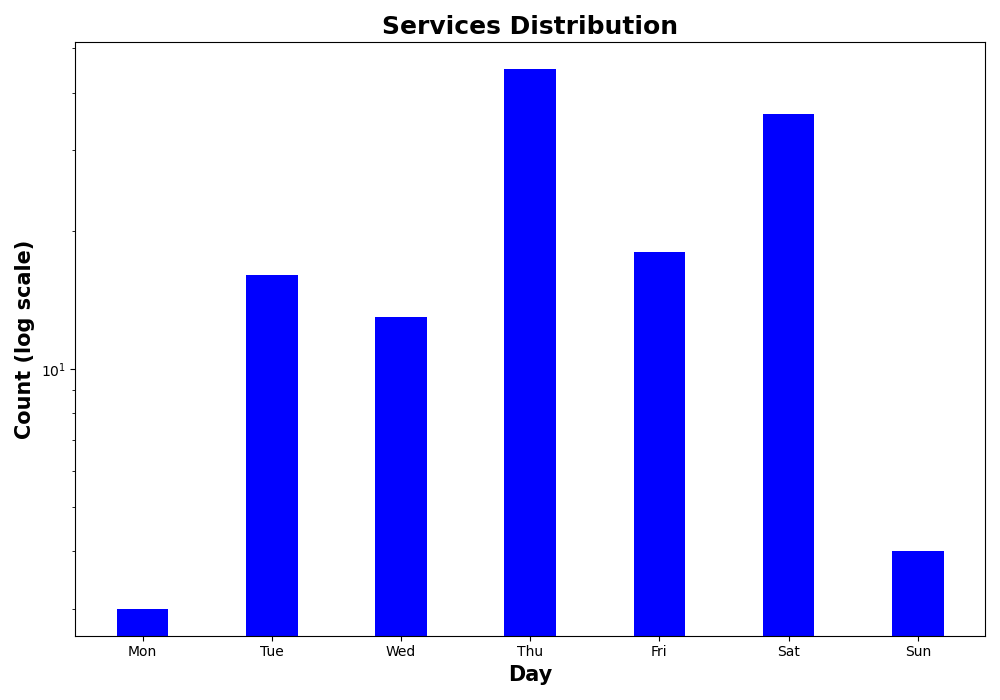 Services Distribution
Count (log scale)
10¹
Mon Tue Wed Thu Fri Sat Sun
Day